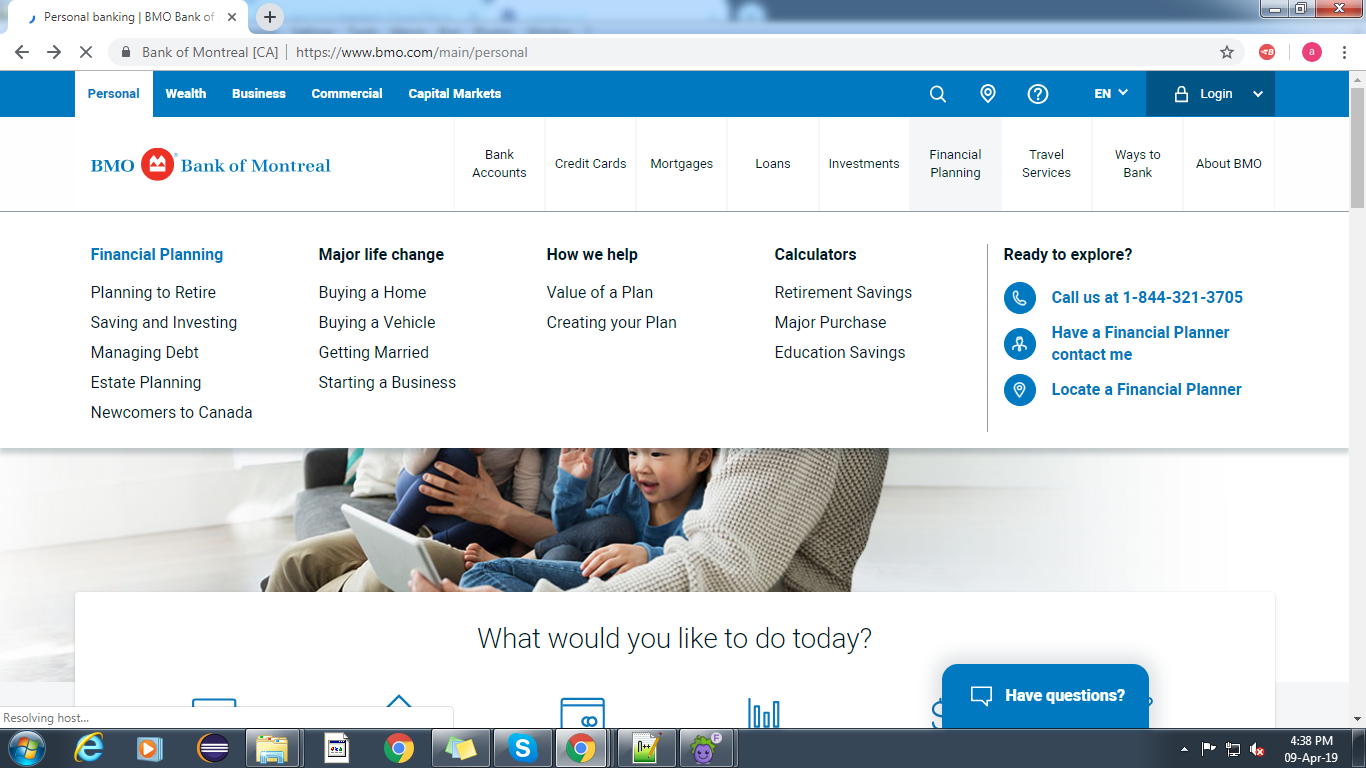 Personal banking | BMO Bank of
Bank of Montreal [CA] | https://www.bmo.com/main/personal
a
Personal Wealth Business Commercial Capital Markets EN Login
BMO Bank of Montreal
Bank Accounts
Credit Cards
Mortgages
Loans
Investments
Financial Planning
Travel Services
Ways to Bank
About BMO
Financial Planning
Planning to Retire
Saving and Investing
Managing Debt
Estate Planning
Newcomers to Canada
Major life change
Buying a Home
Buying a Vehicle
Getting Married
Starting a Business
How we help
Value of a Plan
Creating your Plan
Calculators
Retirement Savings
Major Purchase
Education Savings
Ready to explore?
Call us at 1-844-321-3705
Have a Financial Planner
contact me
Locate a Financial Planner
What would you like to do today?
Have questions?
Resolving host...
4:38 PM
09-Apr-19